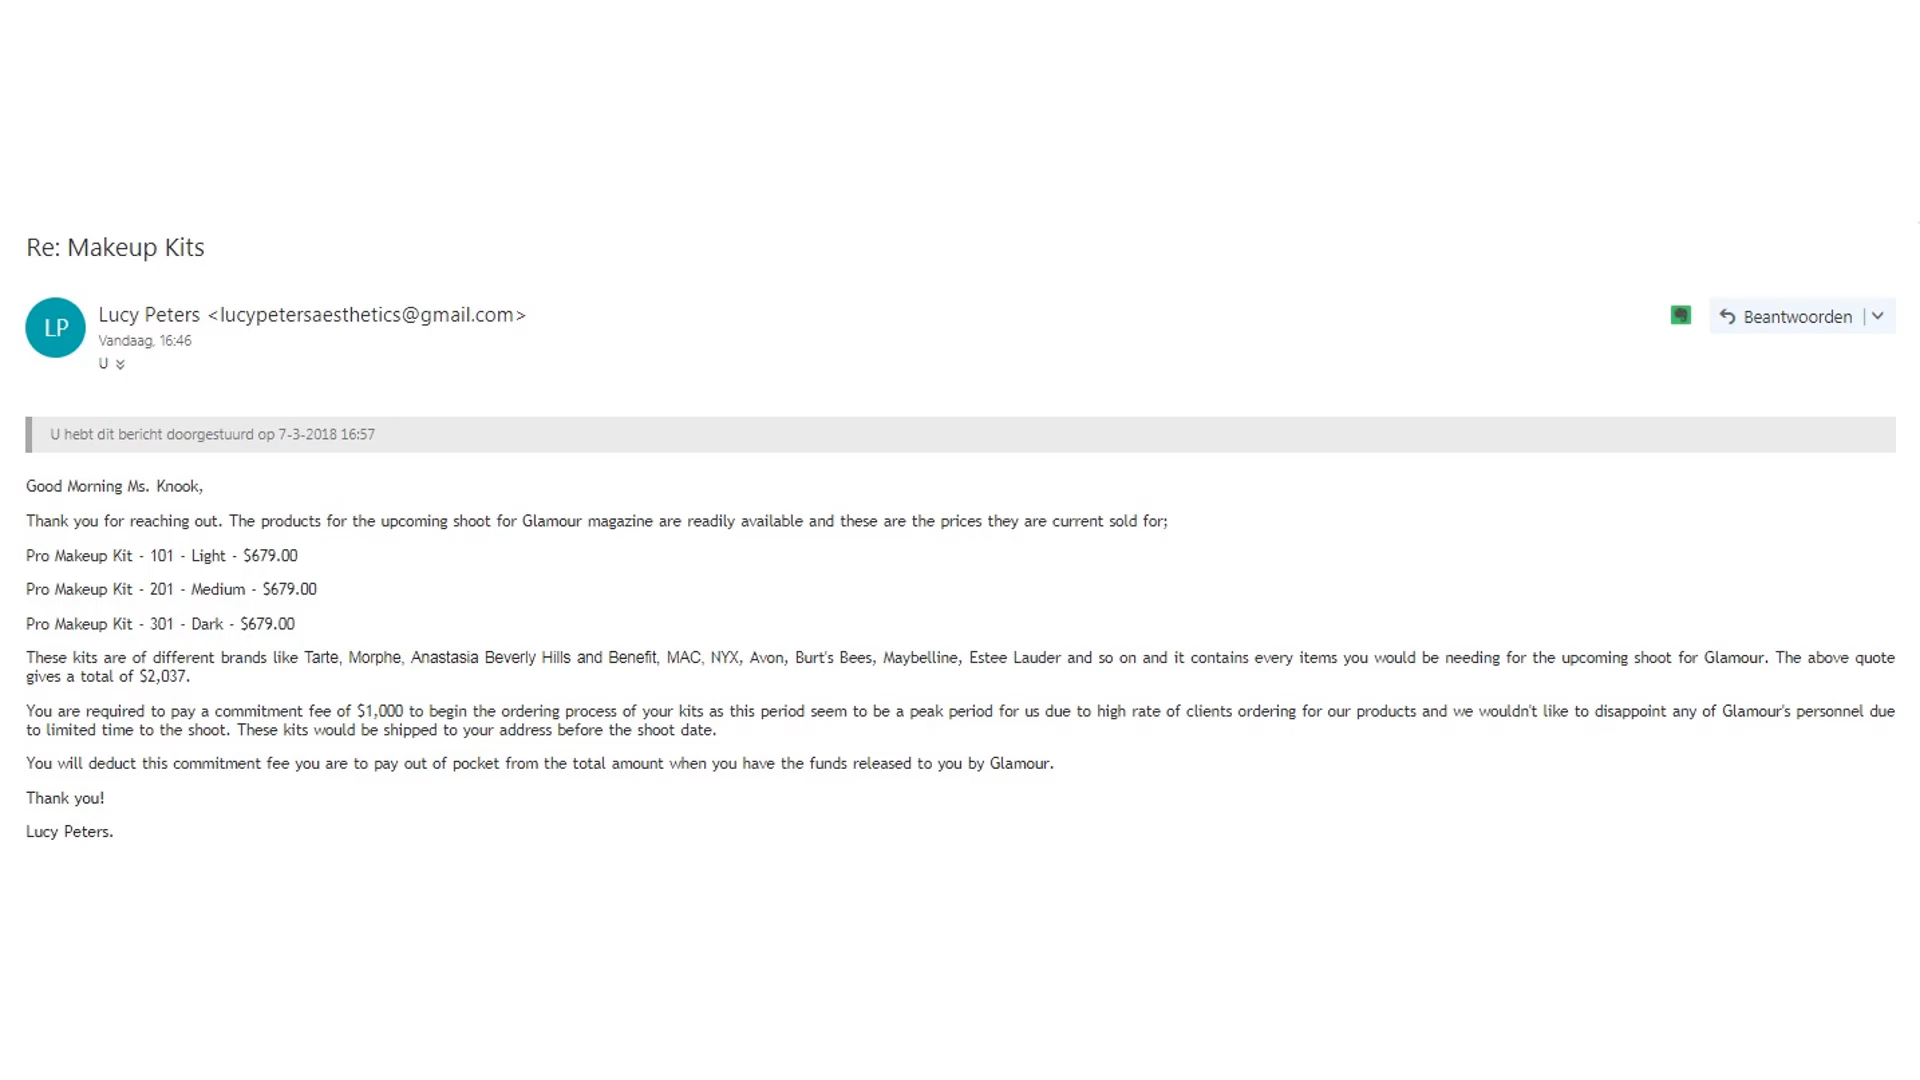 Re: Makeup Kits
LP
Lucy Peters <lucypetersaesthetics@gmail.com>
Beantwoorden
Vandaag, 16:46
U
U hebt dit bericht doorgestuurd op 7-3-2018 16:57
Good Morning Ms. Knook,
Thank you for reaching out. The products for the upcoming shoot for Glamour magazine are readily available and these are the prices they are current sold for;
Pro Makeup Kit - 101 - Light - $679.00
Pro Makeup Kit - 201 - Medium - $679.00
Pro Makeup Kit - 301 - Dark - $679.00
These kits are of different brands like Tarte, Morphe, Anastasia Beverly Hills and Benefit, MAC, NYX, Avon, Burt's Bees, Maybelline, Estee Lauder and so on and it contains every items you would be needing for the upcoming shoot for Glamour. The above quote
gives a total of $2,037.
You are required to pay a commitment fee of $1,000 to begin the ordering process of your kits as this period seem to be a peak period for us due to high rate of clients ordering for our products and we wouldn't like to disappoint any of Glamour's personnel due
to limited time to the shoot. These kits would be shipped to your address before the shoot date.
You will deduct this commitment fee you are to pay out of pocket from the total amount when you have the funds released to you by Glamour.
Thank you!
Lucy Peters.